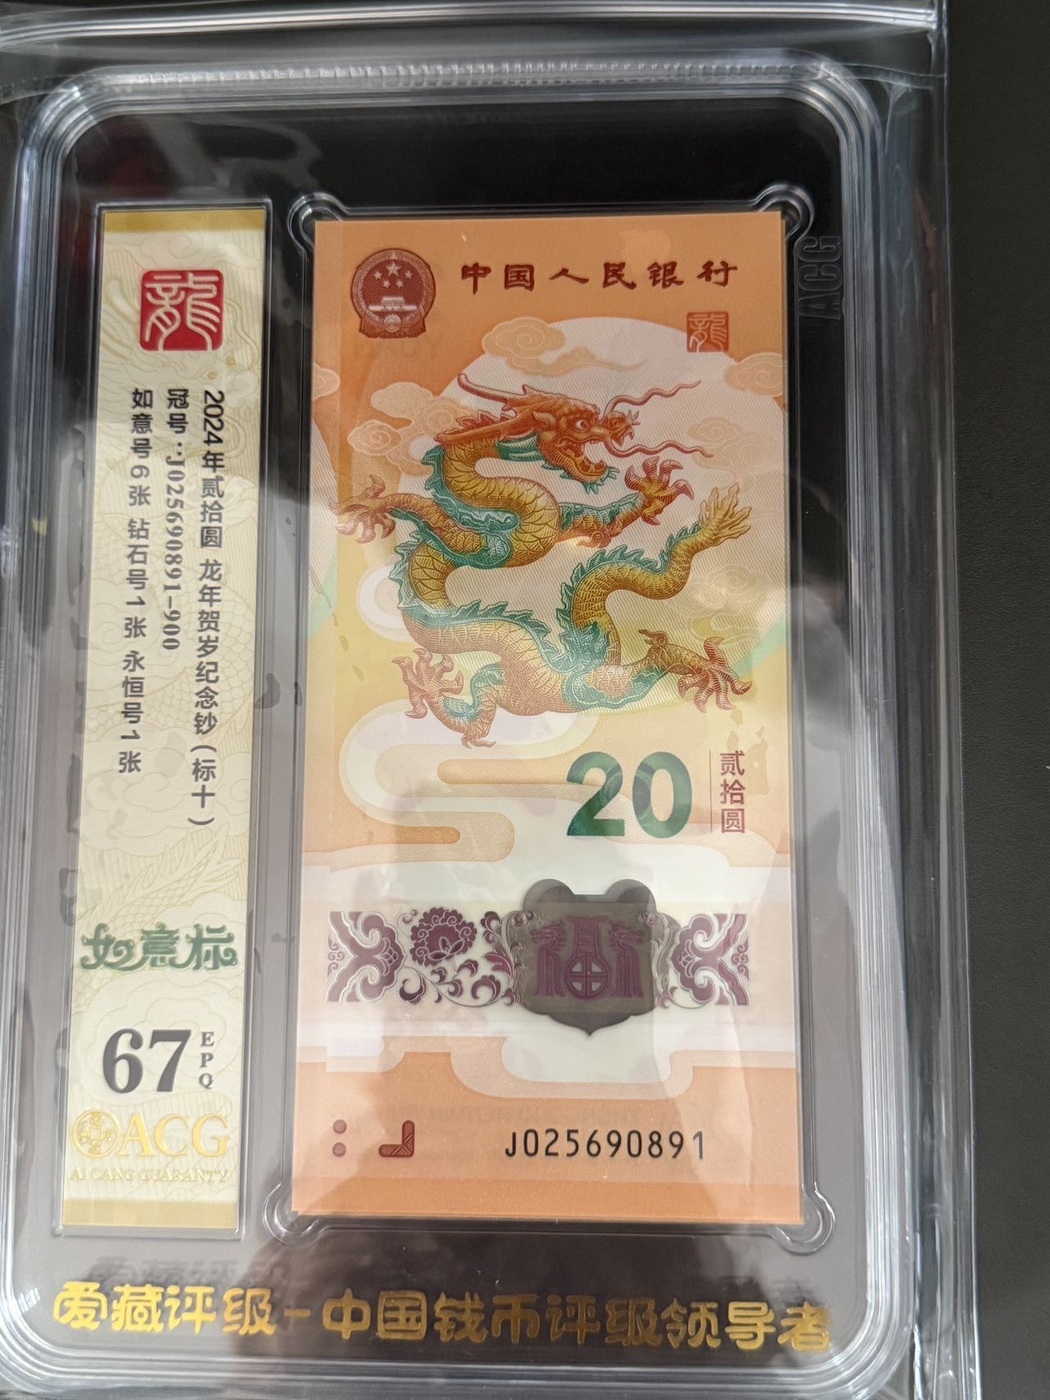 龍
2024年贰拾圆 龙年贺岁纪念钞(标十)
冠号:J025690891-900
如意号6张 钻石号1张 永恒号1张
如意标
67
EPQ
ACG
AI CANG GUARANTY
中国人民银行
龍
20
贰拾圆
J025690891
ACG
爱藏评级-中国钱币评级领导者